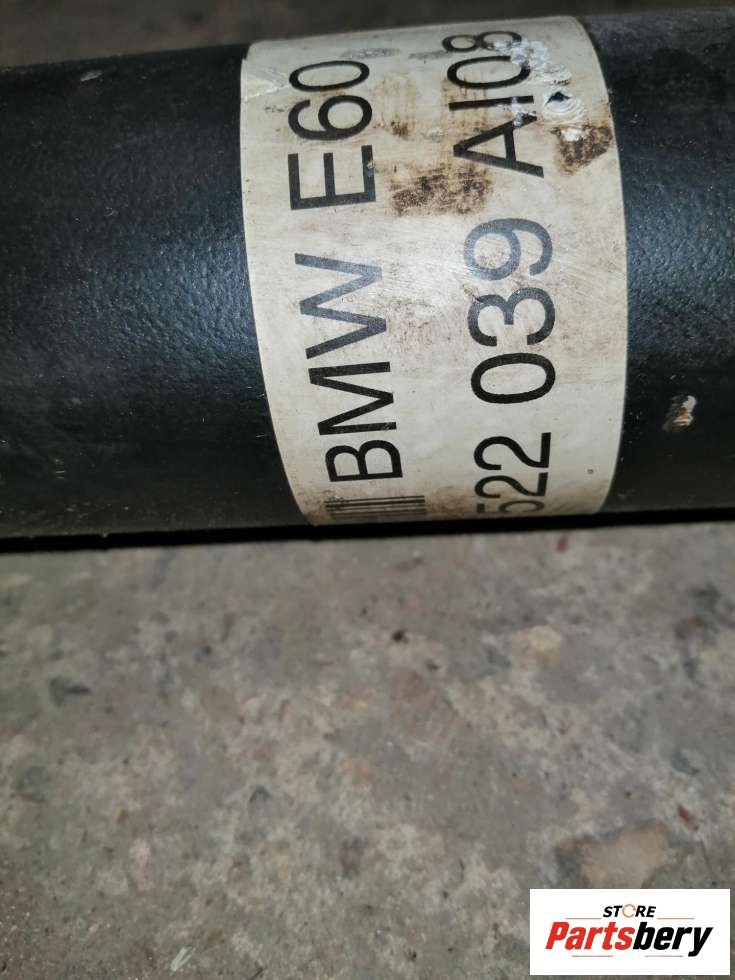 BMW E60
522 039 AI08
STORE
Partsbery